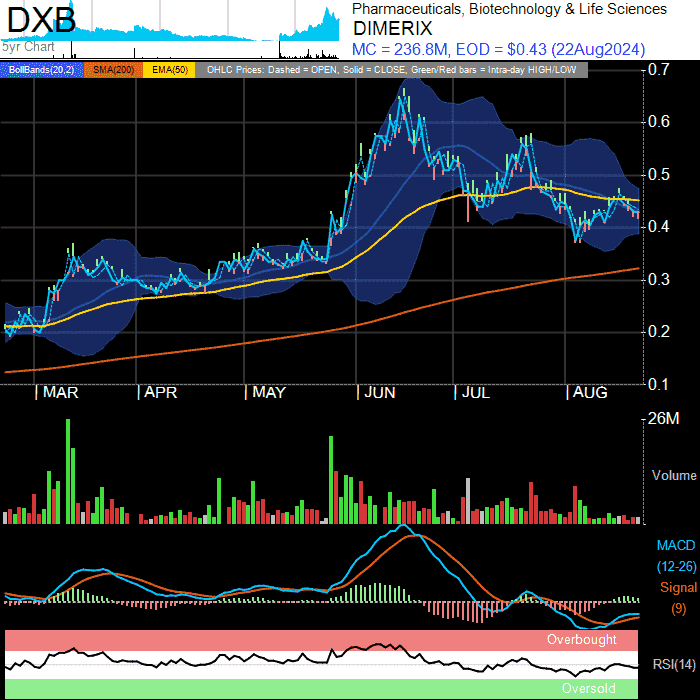 DXB
5yr Chart
Pharmaceuticals, Biotechnology & Life Sciences
DIMERIX
MC = 236.8M, EOD = $0.43 (22Aug2024)
BollBands(20,2) SMA(200) EMA(50) OHLC Prices: Dashed = OPEN, Solid = CLOSE, Green/Red bars = Intra-day HIGH/LOW
0.7
0.6
0.5
0.4
0.3
0.2
0.1
| MAR | APR | MAY | JUN | JUL | AUG
26M
Volume
MACD
(12-26)
Signal
(9)
Overbought
RSI(14)
Oversold